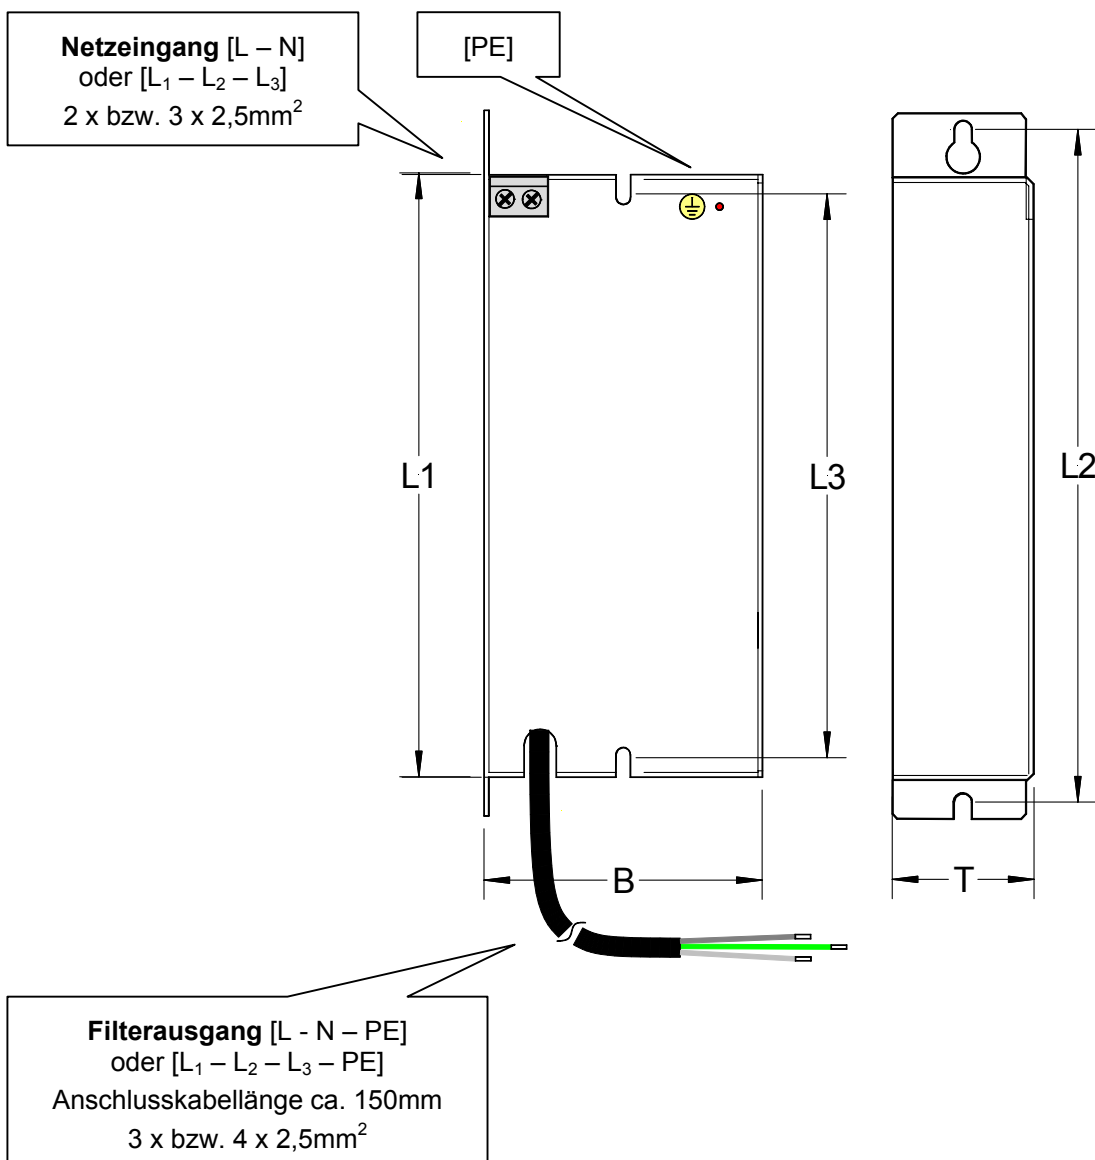 Netzeingang [L – N]
oder [L₁ – L₂ – L₃]
2 x bzw. 3 x 2,5mm²
[PE]
L1
L3
L2
B
T
Filterausgang [L - N – PE]
oder [L₁ – L₂ – L₃ – PE]
Anschlusskabellänge ca. 150mm
3 x bzw. 4 x 2,5mm²